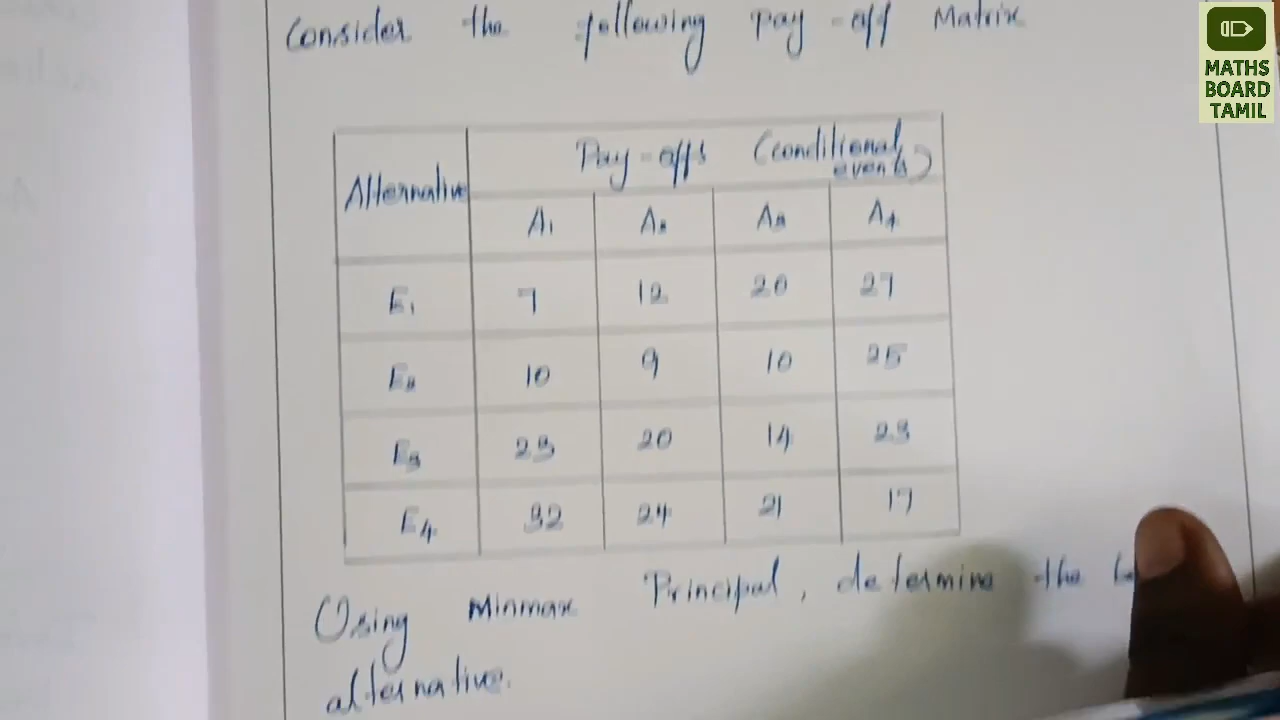 Consider the following pay-off Matrix
MATHS
BOARD
TAMIL
Alternative Pay-offs (conditional events)
A1 A2 A3 A4
E1 7 12 20 27
E2 10 9 10 25
E3 23 20 14 23
E4 32 24 21 17
Using Minmax Principal, determine the
alternative.